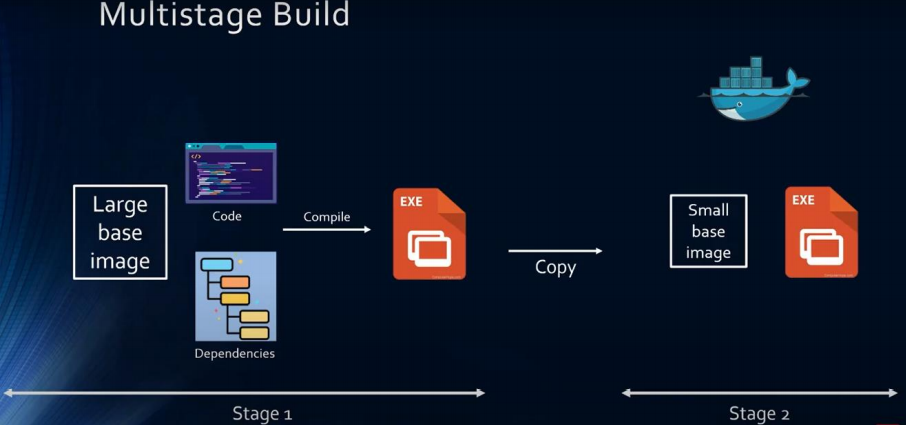 Multistage Build
Large
base
image
Code
Dependencies
Compile
EXE
Copy
Small
base
image
EXE
Stage 1
Stage 2